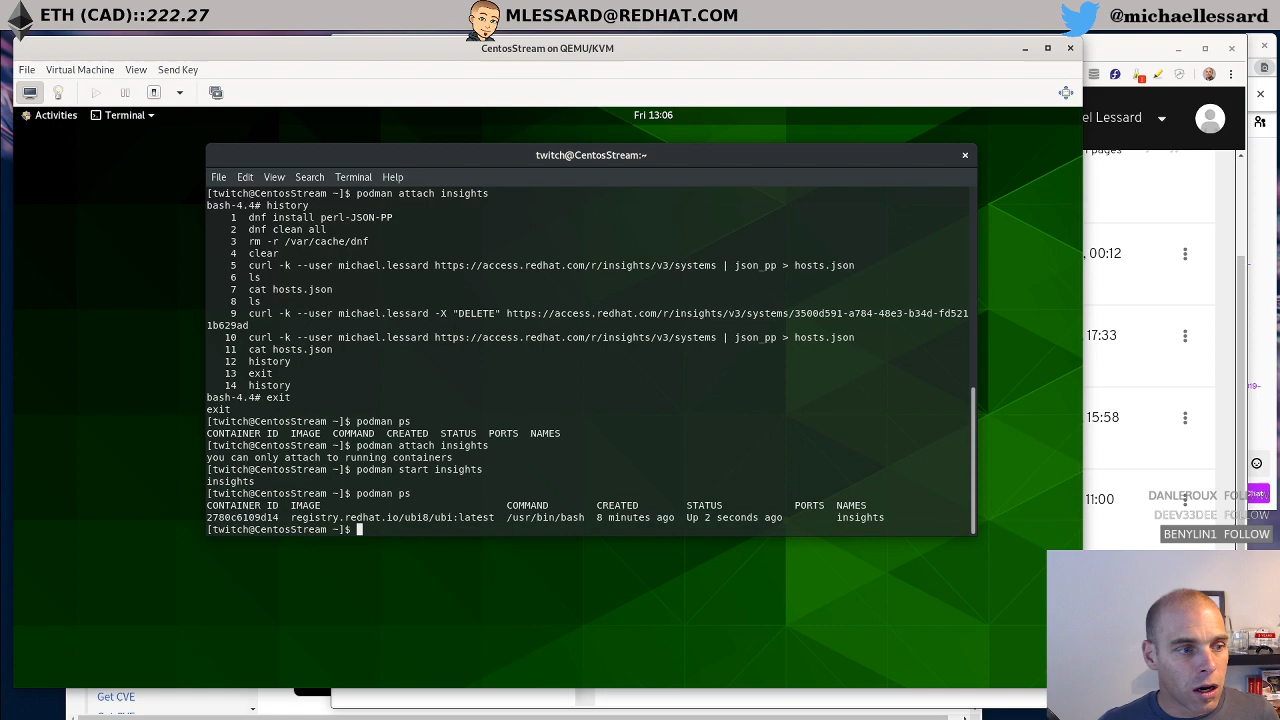 ETH (CAD)::222.27
MLESSARD@REDHAT.COM
@michaellessard
CentosStream on QEMU/KVM
File Virtual Machine View Send Key
Activities Terminal
Fri 13:06
el Lessard
pages
twitch@CentosStream:~
File Edit View Search Terminal Help
[twitch@CentosStream ~]$ podman attach insights
bash-4.4# history
1 dnf install perl-JSON-PP
2 dnf clean all
3 rm -r /var/cache/dnf
4 clear
5 curl -k --user michael.lessard https://access.redhat.com/r/insights/v3/systems | json_pp > hosts.json
6 ls
7 cat hosts.json
8 ls
9 curl -k --user michael.lessard -X "DELETE" https://access.redhat.com/r/insights/v3/systems/3500d591-a784-48e3-b34d-fd521
1b629ad
10 curl -k --user michael.lessard https://access.redhat.com/r/insights/v3/systems | json_pp > hosts.json
11 cat hosts.json
12 history
13 exit
14 history
bash-4.4# exit
exit
[twitch@CentosStream ~]$ podman ps
CONTAINER ID IMAGE COMMAND CREATED STATUS PORTS NAMES
[twitch@CentosStream ~]$ podman attach insights
you can only attach to running containers
[twitch@CentosStream ~]$ podman start insights
insights
[twitch@CentosStream ~]$ podman ps
CONTAINER ID IMAGE COMMAND CREATED STATUS PORTS NAMES
2780c6109d14 registry.redhat.io/ubi8/ubi:latest /usr/bin/bash 8 minutes ago Up 2 seconds ago insights
[twitch@CentosStream ~]$
, 00:12
17:33
15:58
11:00
019-
Chat
DANLEROUX FOLLOW
DEEV33DEE FOLLOW
BENYLIN1 FOLLOW
Get CVE